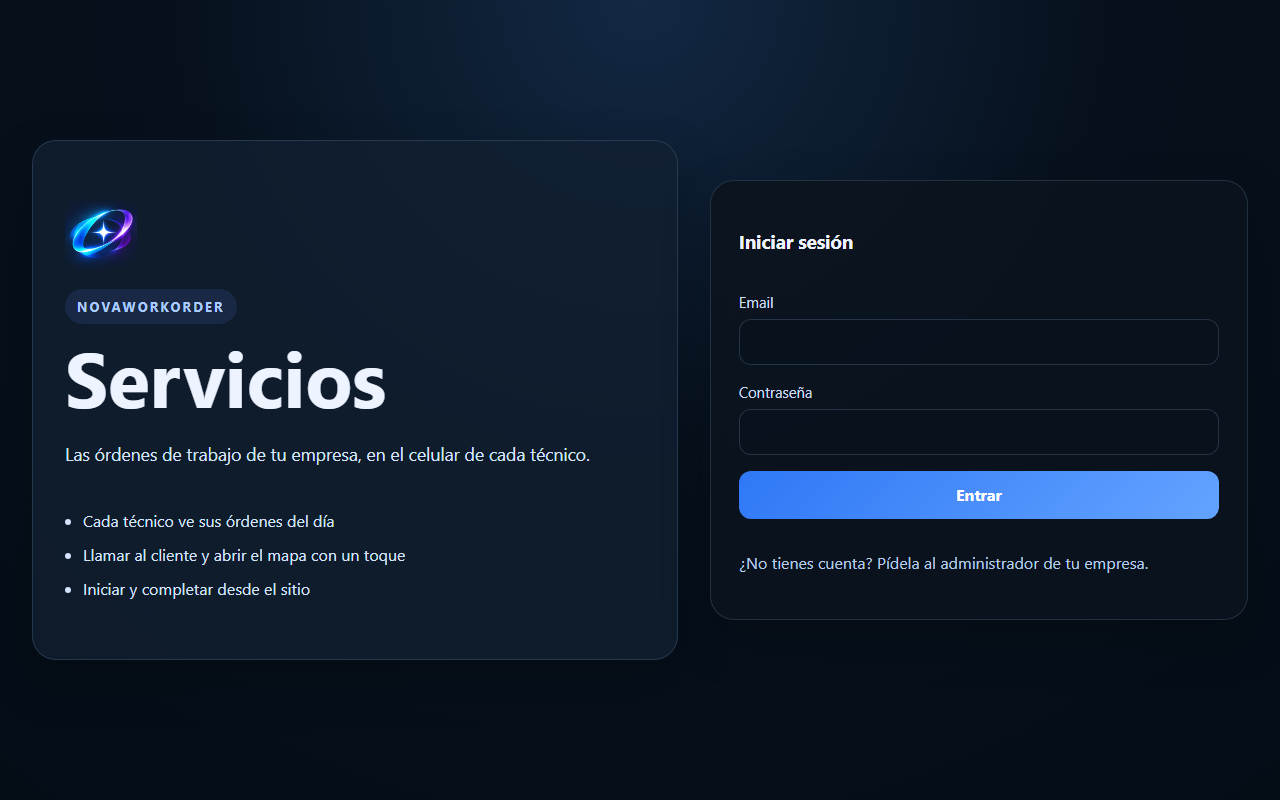 NOVAWORKORDER
Servicios
Las órdenes de trabajo de tu empresa, en el celular de cada técnico.
Cada técnico ve sus órdenes del día
Llamar al cliente y abrir el mapa con un toque
Iniciar y completar desde el sitio
Iniciar sesión
Email
Contraseña
Entrar
¿No tienes cuenta? Pídela al administrador de tu empresa.